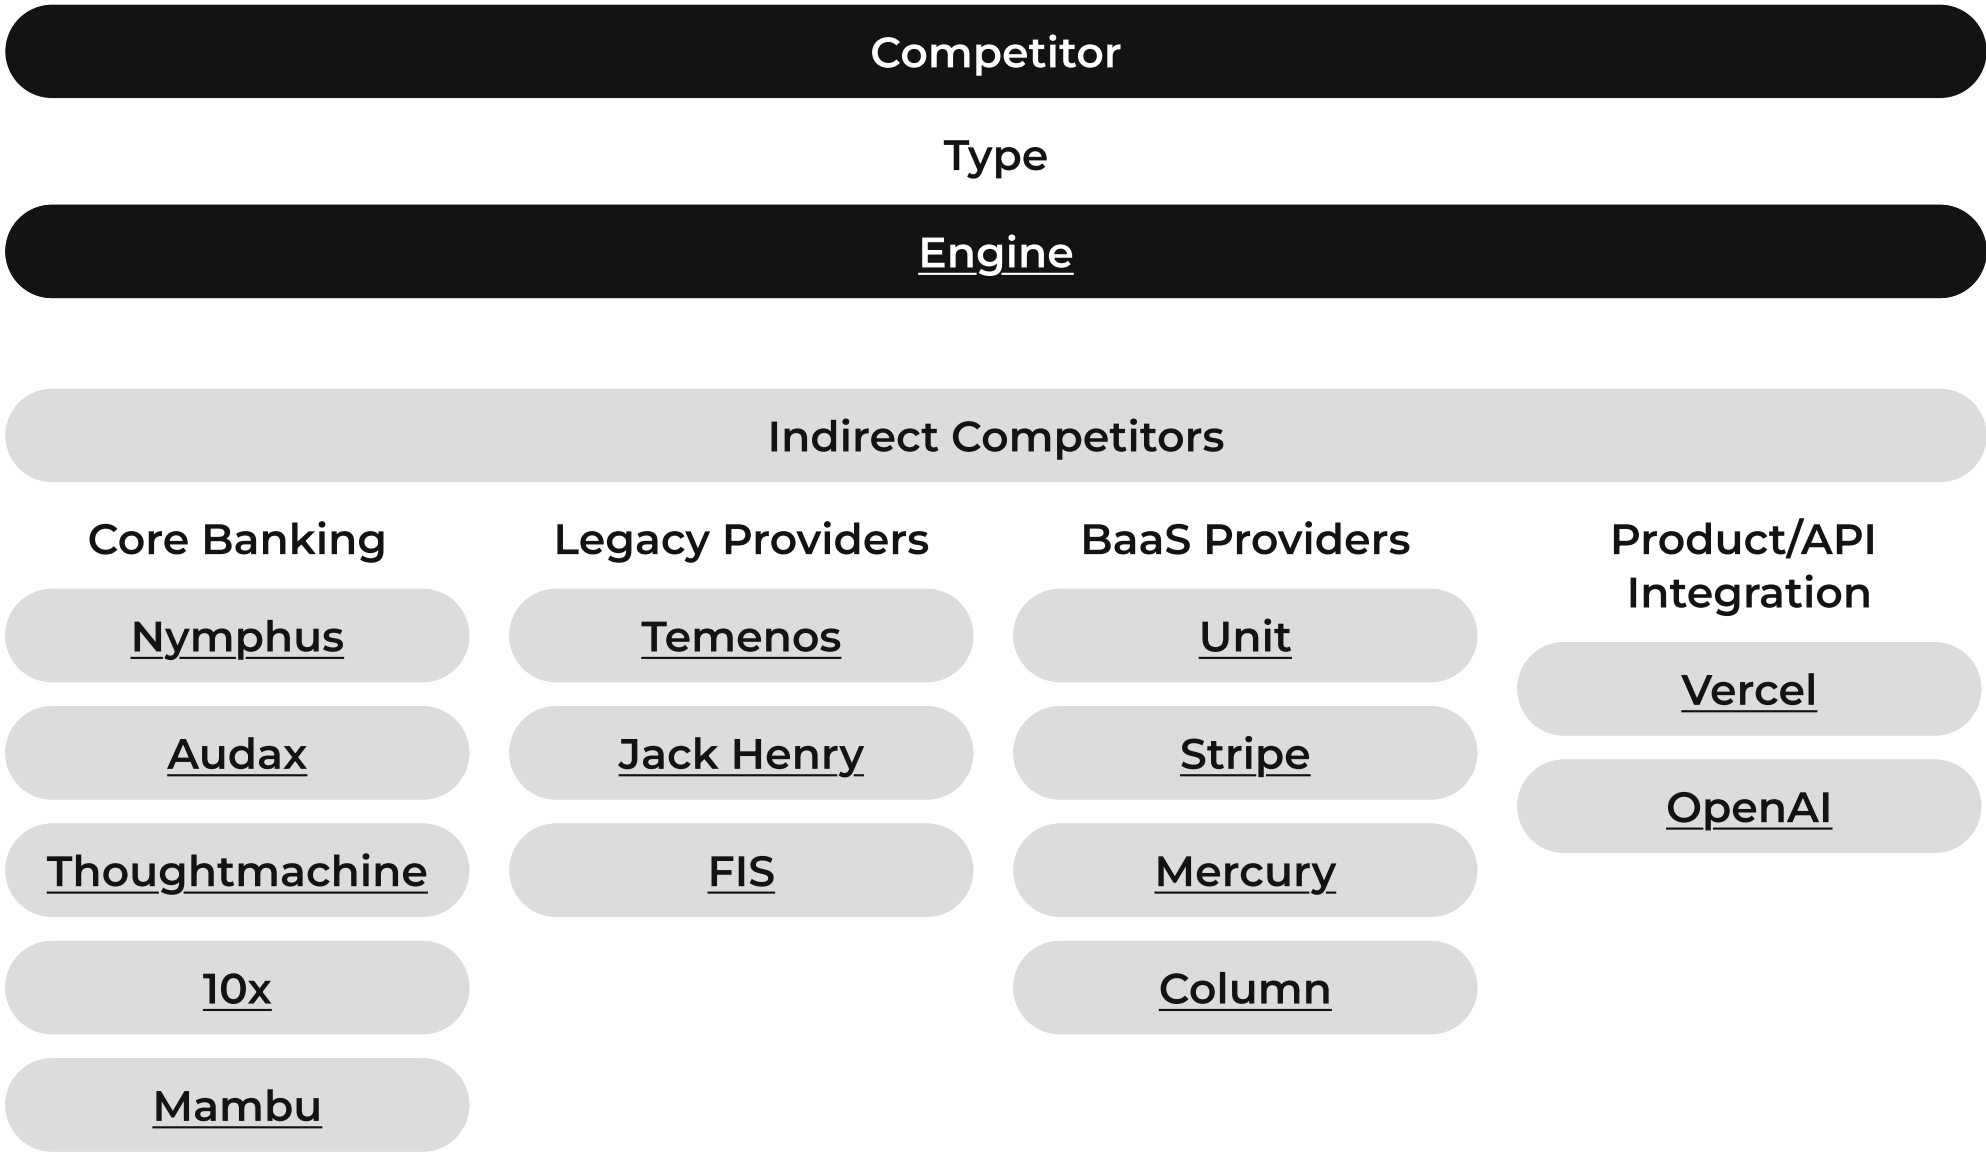 Competitor
Type
Engine
Indirect Competitors
Core Banking
Nymphus
Audax
Thoughtmachine
10x
Mambu
Legacy Providers
Temenos
Jack Henry
FIS
BaaS Providers
Unit
Stripe
Mercury
Column
Product/API
Integration
Vercel
OpenAI